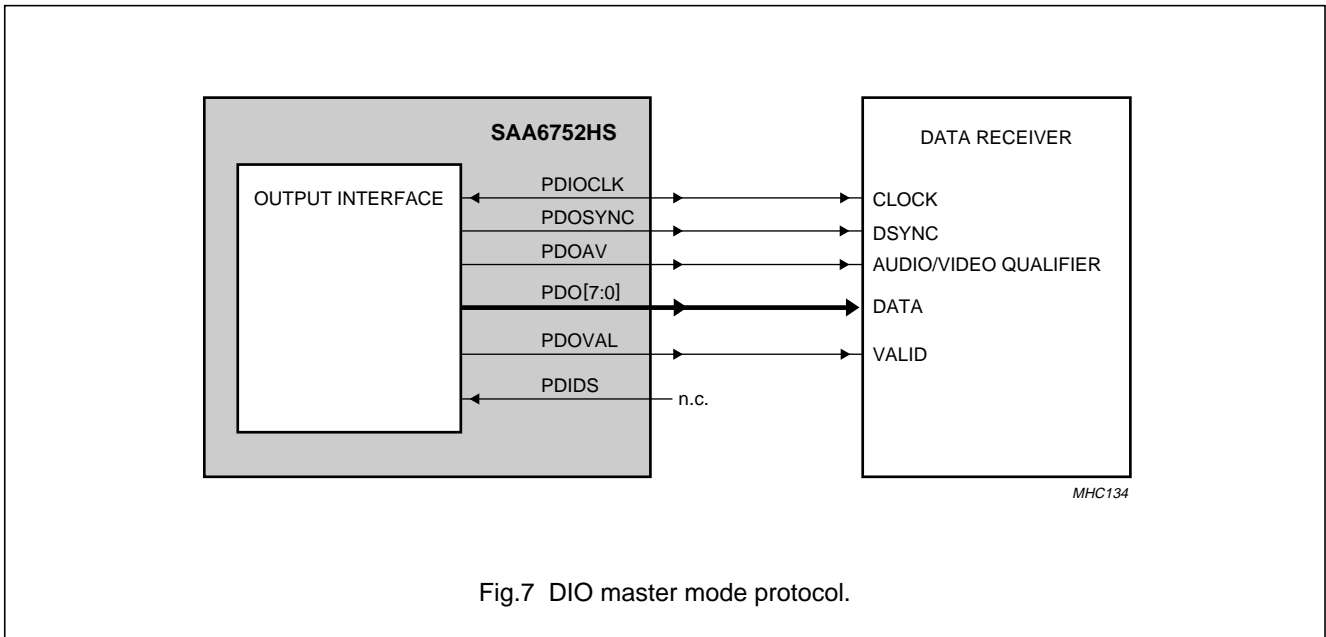 SAA6752HS
DATA RECEIVER
OUTPUT INTERFACE
PDIOCLK
CLOCK
PDOSYNC
DSYNC
PDOAV
AUDIO/VIDEO QUALIFIER
PDO[7:0]
DATA
PDOVAL
VALID
PDIDS
n.c.
MHC134
Fig.7 DIO master mode protocol.